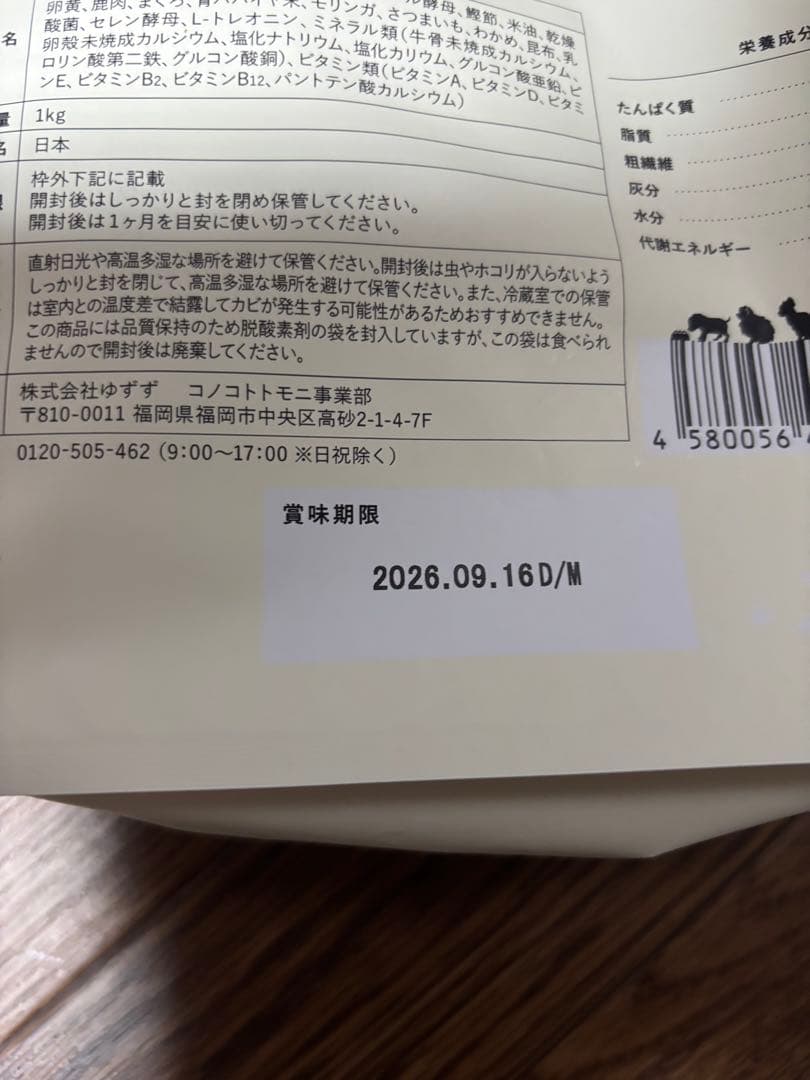 卵黄、鹿肉、まぐろ、青パパイヤ末、モリンガ、さつまいも、わかめ、昆布、乳
酵母、鰹節、米油、乾燥
酸菌、セレン酵母、L-トレオニン、ミネラル類(牛骨未焼成カルシウム、
卵殻未焼成カルシウム、塩化ナトリウム、塩化カリウム、グルコン酸亜鉛、ピ
ロリン酸第二鉄、グルコン酸銅)、ビタミン類(ビタミンA、ビタミンD、ビタミ
ンE、ビタミンB2、ビタミンB12、パントテン酸カルシウム)
名
量 1kg
名 日本
枠外下記に記載
開封後はしっかりと封を閉め保管してください。
開封後は1ヶ月を目安に使い切ってください。
直射日光や高温多湿な場所を避けて保管ください。開封後は虫やホコリが入らないよう
しっかりと封を閉じて、高温多湿な場所を避けて保管ください。また、冷蔵室での保管
は室内との温度差で結露してカビが発生する可能性があるためおすすめできません。
この商品には品質保持のため脱酸素剤の袋を封入していますが、この袋は食べられ
ませんので開封後は廃棄してください。
株式会社ゆずず コノコトトモニ事業部
〒810-0011 福岡県福岡市中央区高砂2-1-4-7F
0120-505-462 (9:00～17:00 ※日祝除く)
栄養成分
たんぱく質
脂質
粗繊維
灰分
水分
代謝エネルギー
4 580056
賞味期限
2026.09.16D/M